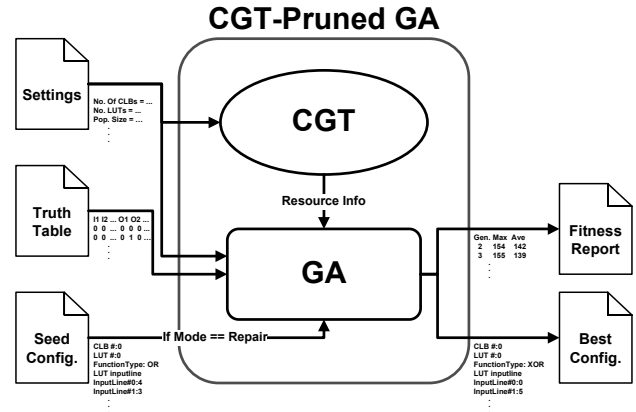 CGT-Pruned GA
Settings
No. Of CLBs = ...
No. LUTs = ...
Pop. Size = ...
CGT
Resource Info
Truth
Table
I1 I2 ... O1 O2 ...
0 0 ... 0 0 0...
0 0 ... 0 1 0...
GA
Gen. Max Ave
2 154 142
3 155 139
Fitness
Report
Seed
Config.
If Mode == Repair
CLB #:0
LUT #:0
FunctionType: OR
LUT inputline
InputLine#0:4
InputLine#1:3
CLB #:0
LUT #:0
FunctionType: XOR
LUT inputline
InputLine#0:0
InputLine#1:5
Best
Config.